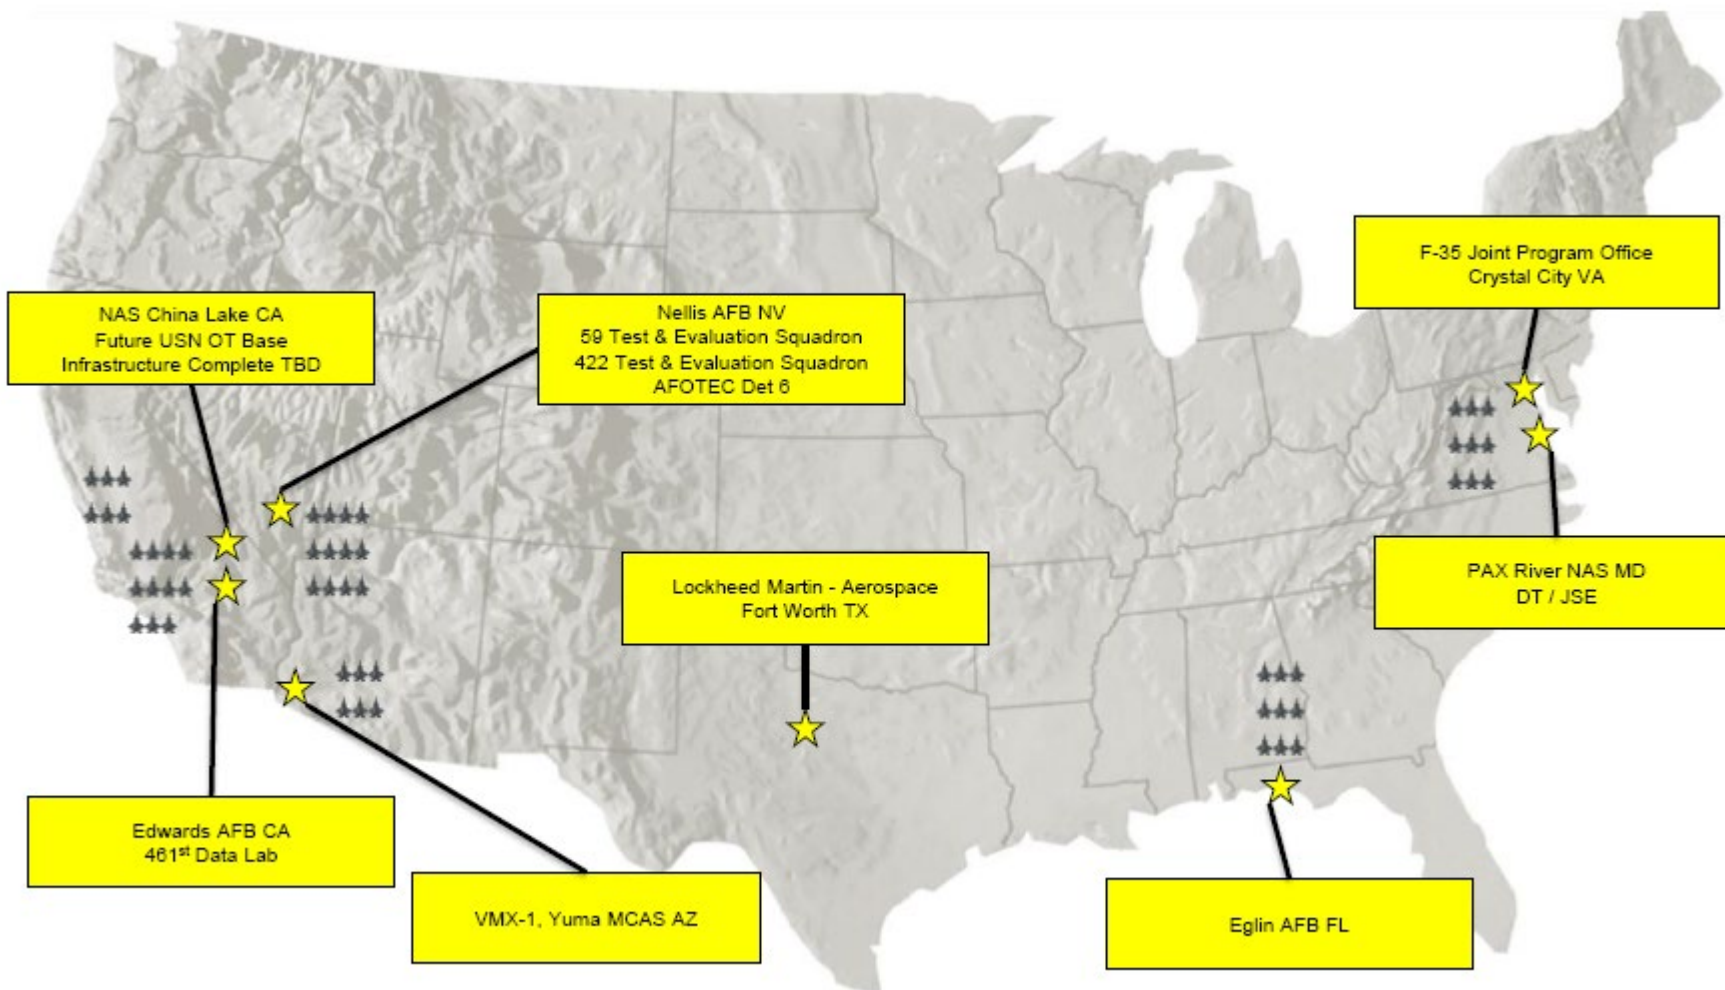 F-35 Joint Program Office
Crystal City VA
NAS China Lake CA
Future USN OT Base
Infrastructure Complete TBD
Nellis AFB NV
59 Test & Evaluation Squadron
422 Test & Evaluation Squadron
AFOTEC Det 6
Lockheed Martin - Aerospace
Fort Worth TX
PAX River NAS MD
DT / JSE
Edwards AFB CA
461st Data Lab
VMX-1, Yuma MCAS AZ
Eglin AFB FL